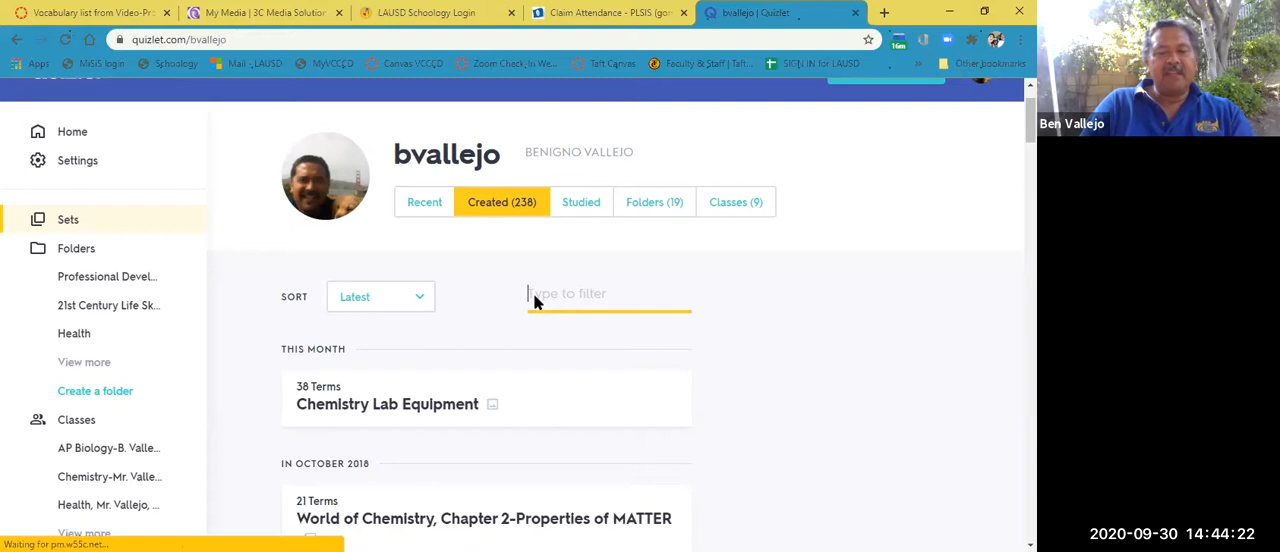 Vocabulary list from Video-Pr
My Media | 3C Media Solution
LAUSD Schoology Login
Claim Attendance - PLSIS (gor
bvallejo | Quizlet
quizlet.com/bvallejo
16m
Apps
MiSiS login
Schoology
Mail - LAUSD
MyVCCCD
Canvas VCCCD
Zoom Check In We...
Taft Canvas
Faculty & Staff | Taft...
SIGN IN for LAUSD
»
Other bookmarks
Ben Vallejo
Home
Settings
Sets
Folders
Professional Devel...
21st Century Life Sk...
Health
View more
Create a folder
Classes
AP Biology-B. Valle...
Chemistry-Mr. Valle...
Health, Mr. Vallejo, ...
View more
bvallejo BENIGNO VALLEJO
Recent Created (238) Studied Folders (19) Classes (9)
SORT Latest Type to filter
THIS MONTH
38 Terms
Chemistry Lab Equipment
IN OCTOBER 2018
21 Terms
World of Chemistry, Chapter 2-Properties of MATTER
Waiting for pm.w55c.net...
2020-09-30 14:44:22